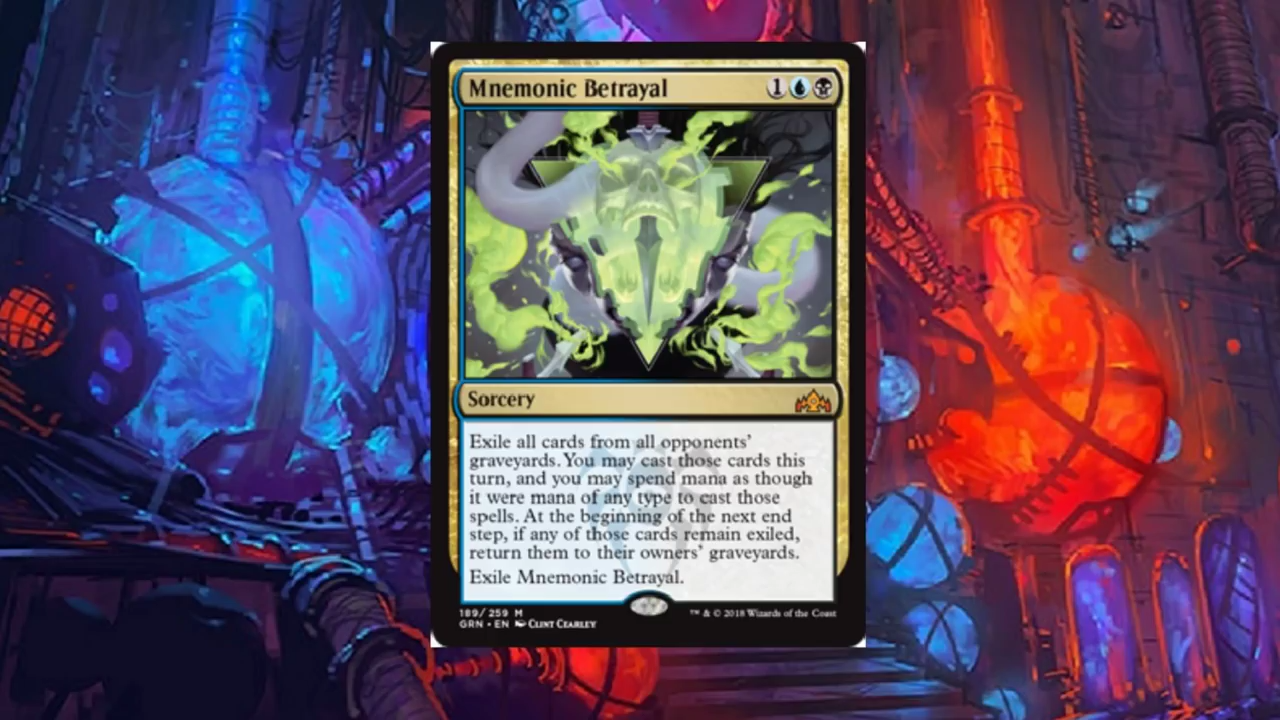 Mnemonic Betrayal 1
Sorcery
Exile all cards from all opponents’
graveyards. You may cast those cards this
turn, and you may spend mana as though
it were mana of any type to cast those
spells. At the beginning of the next end
step, if any of those cards remain exiled,
return them to their owners’ graveyards.
Exile Mnemonic Betrayal.
189/259 M
GRN • EN Clint Cearley
™ & © 2018 Wizards of the Coast